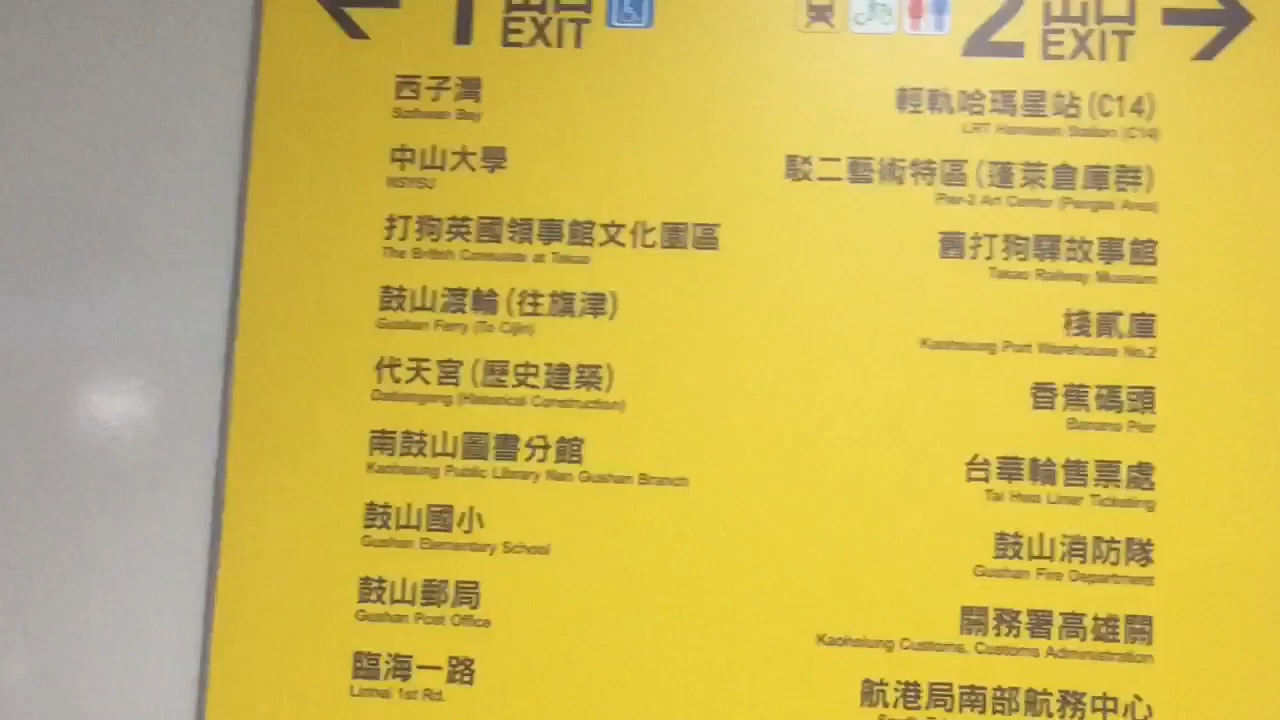 1 出口 EXIT
2 出口 EXIT
西子灣
Sizihwan Bay
中山大學
NSYSU
打狗英國領事館文化園區
The British Consulate at Takao
鼓山渡輪(往旗津)
Gushan Ferry (To Cijin)
代天宮(歷史建築)
Daitiangong (Historical Construction)
南鼓山圖書分館
Kaohsiung Public Library Nan Gushan Branch
鼓山國小
Gushan Elementary School
鼓山郵局
Gushan Post Office
臨海一路
Linhai 1st Rd.
輕軌哈瑪星站(C14)
LRT Hamasen Station (C14)
駁二藝術特區(蓬萊倉庫群)
Pier-2 Art Center (Penglai Area)
舊打狗驛故事館
Takao Railway Museum
棧貳庫
Kaohsiung Port Warehouse No.2
香蕉碼頭
Banana Pier
台華輪售票處
Tai Hwa Liner Ticketing
鼓山消防隊
Gushan Fire Department
關務署高雄關
Kaohsiung Customs, Customs Administration
航港局南部航務中心